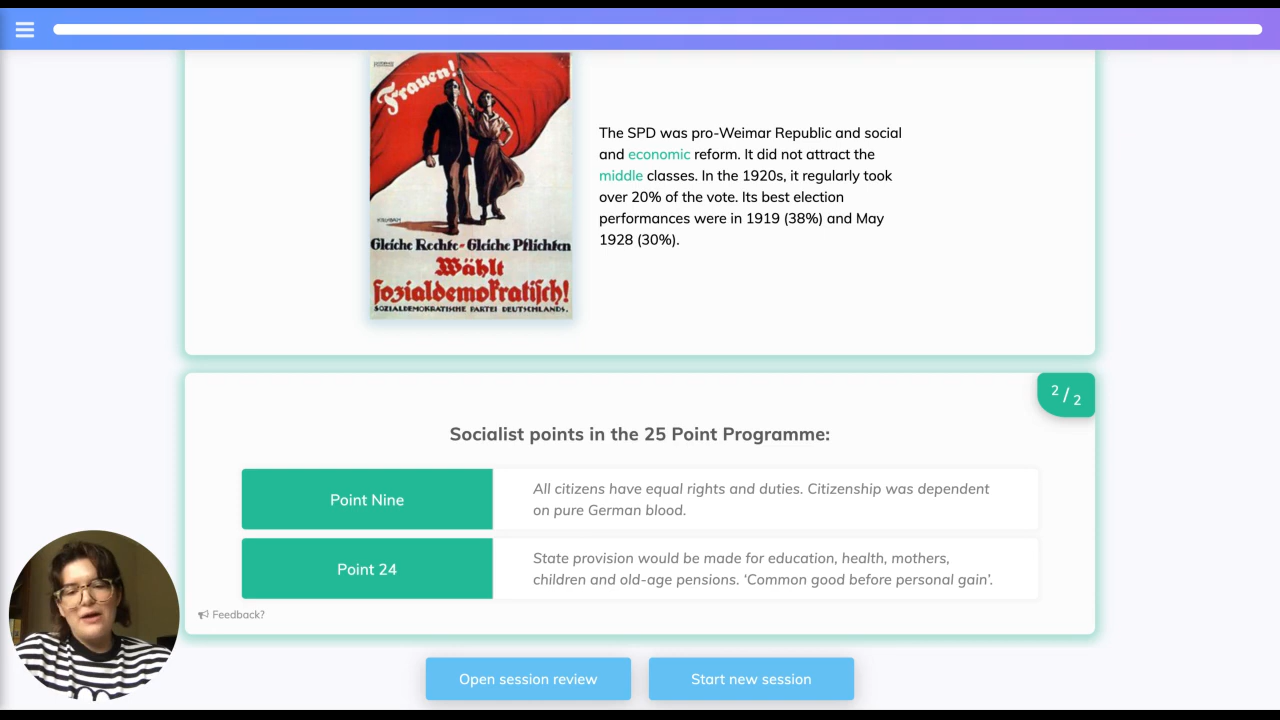 Frauen!
The SPD was pro-Weimar Republic and social
and economic reform. It did not attract the
middle classes. In the 1920s, it regularly took
over 20% of the vote. Its best election
performances were in 1919 (38%) and May
1928 (30%).
Gleiche Rechte-Gleiche Pflichten
Wählt
sozialdemokratisch!
SOZIALDEMOKRATISCHE PARTEI DEUTSCHLANDS.
2/2
Socialist points in the 25 Point Programme:
Point Nine
All citizens have equal rights and duties. Citizenship was dependent
on pure German blood.
Point 24
State provision would be made for education, health, mothers,
children and old-age pensions. ‘Common good before personal gain’.
Feedback?
Open session review
Start new session